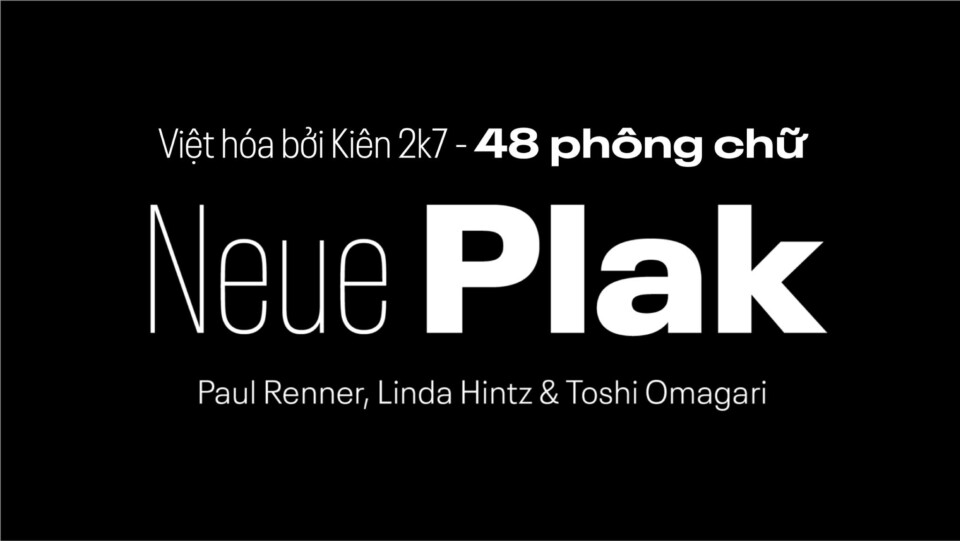 Việt hóa bởi Kiên 2k7 - 48 phông chữ
Neue Plak
Paul Renner, Linda Hintz & Toshi Omagari